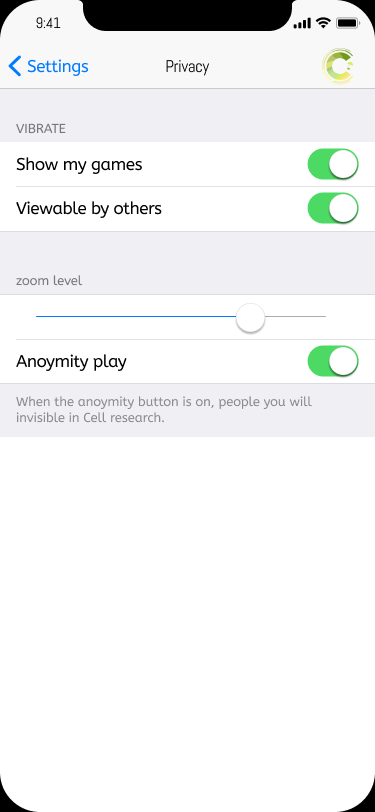 9:41
Settings
Privacy
VIBRATE
Show my games
Viewable by others
zoom level
Anoymity play
When the anoymity button is on, people you will
invisible in Cell research.